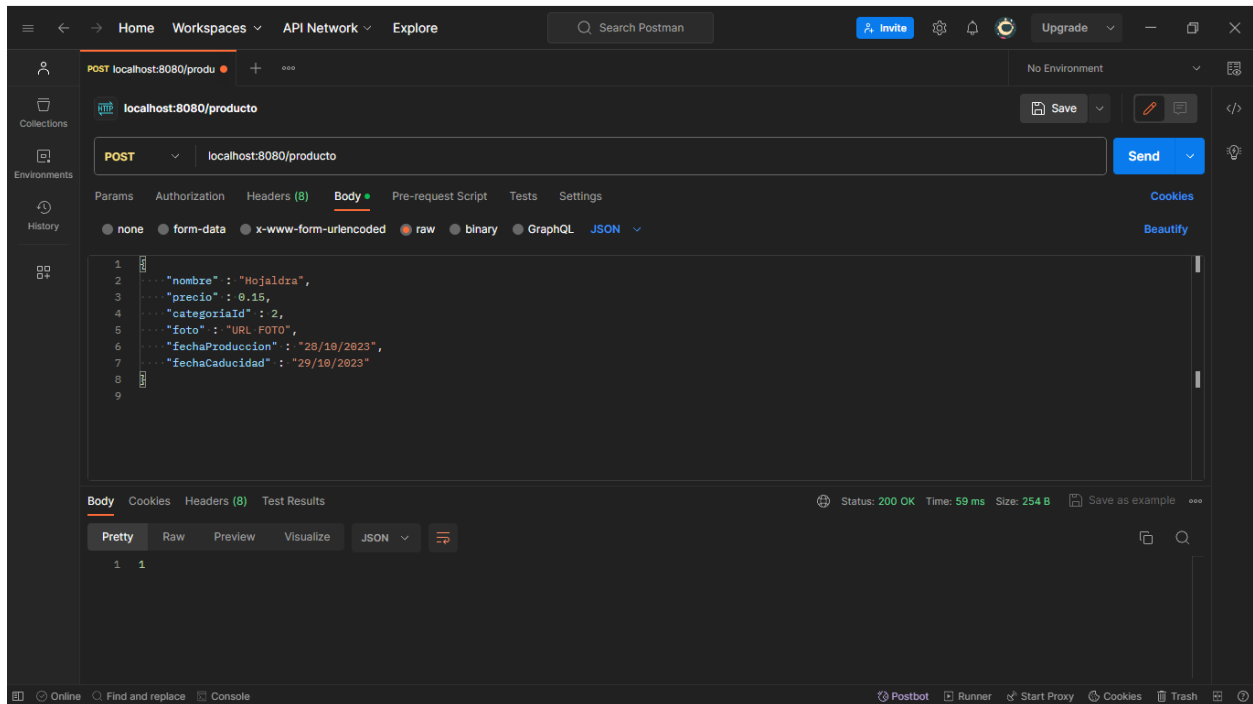 Home Workspaces API Network Explore Search Postman Invite Upgrade
POST localhost:8080/produ No Environment
HTTP localhost:8080/producto Save
Collections
POST localhost:8080/producto Send
Environments
Params Authorization Headers (8) Body Pre-request Script Tests Settings Cookies
History
none form-data x-www-form-urlencoded raw binary GraphQL JSON Beautify
1 {
2 "nombre" : "Hojaldra",
3 "precio" : 0.15,
4 "categoriaId" : 2,
5 "foto" : "URL FOTO",
6 "fechaProduccion" : "28/10/2023",
7 "fechaCaducidad" : "29/10/2023"
8 }
9
Body Cookies Headers (8) Test Results Status: 200 OK Time: 59 ms Size: 254 B Save as example
Pretty Raw Preview Visualize JSON
1 1
Online Find and replace Console Postbot Runner Start Proxy Cookies Trash